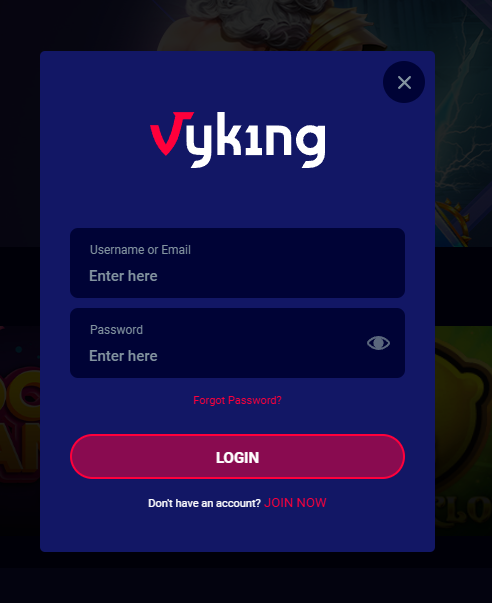 Vyking
Username or Email
Enter here
Password
Enter here
Forgot Password?
LOGIN
Don't have an account? JOIN NOW